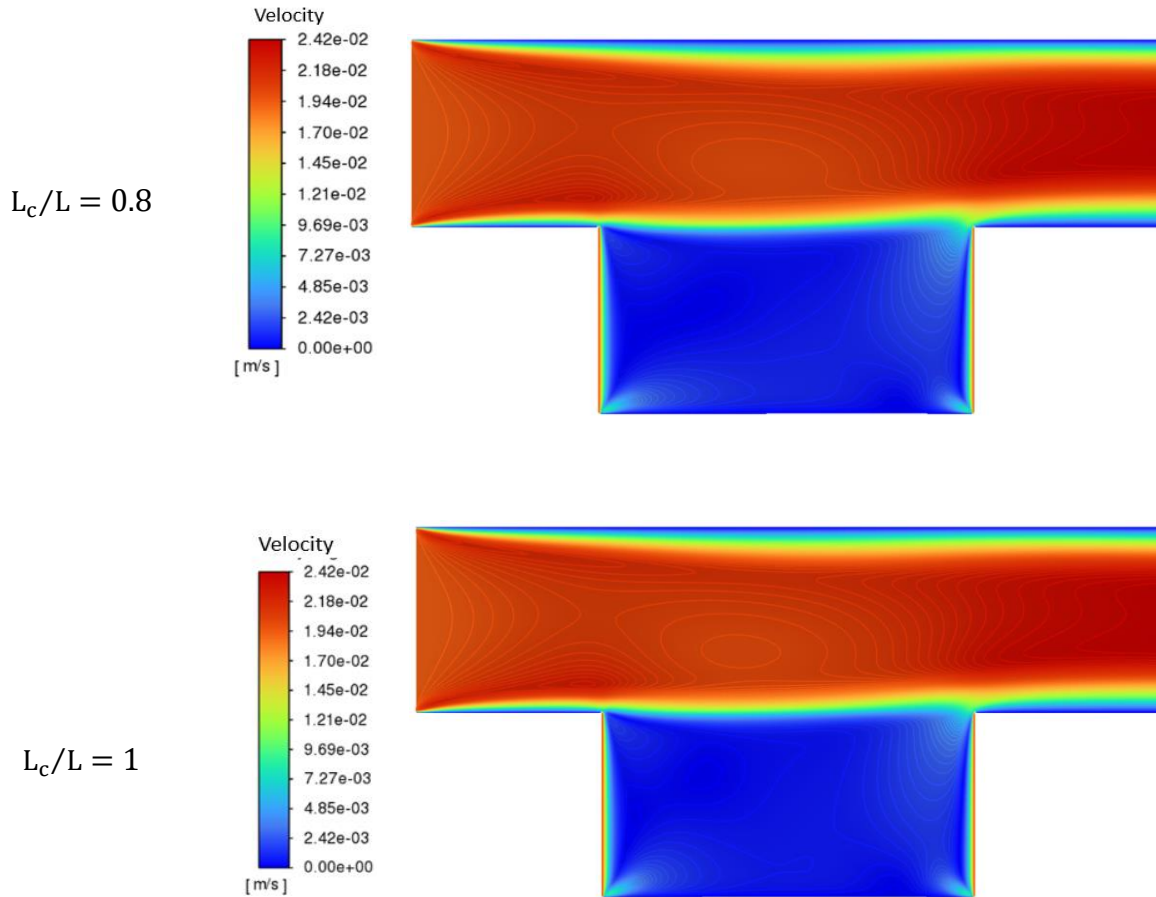 Velocity
2.42e-02
2.18e-02
1.94e-02
1.70e-02
1.45e-02
1.21e-02
9.69e-03
7.27e-03
4.85e-03
2.42e-03
0.00e+00
[ m/s ]
L_c/L = 0.8
Velocity
2.42e-02
2.18e-02
1.94e-02
1.70e-02
1.45e-02
1.21e-02
9.69e-03
7.27e-03
4.85e-03
2.42e-03
0.00e+00
[ m/s ]
L_c/L = 1